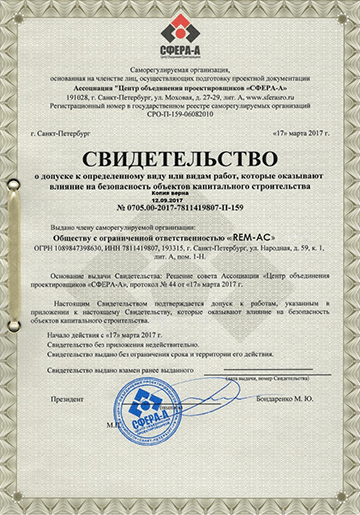 СФЕРА-А
Саморегулируемая организация,
основанная на членстве лиц, осуществляющих подготовку проектной документации
Ассоциация "Центр объединения проектировщиков «СФЕРА-А»
191028, г. Санкт-Петербург, ул. Моховая, д. 27-29, лит. А, www.sferasro.ru
Регистрационный номер в государственном реестре саморегулируемых организаций
СРО-П-159-06082010
г. Санкт-Петербург «17» марта 2017 г.
СВИДЕТЕЛЬСТВО
о допуске к определенному виду или видам работ, которые оказывают
влияние на безопасность объектов капитального строительства
Копия верна
12.09.2017
№ 0705.00-2017-7811419807-П-159
Выдано члену саморегулируемой организации:
Обществу с ограниченной ответственностью «REM-AC»
ОГРН 1089847398630, ИНН 7811419807, 193315, г. Санкт-Петербург, ул. Народная, д. 59, к. 1,
лит. А, пом. 1-Н.
Основание выдачи Свидетельства: Решение совета Ассоциации «Центр объединения
проектировщиков «СФЕРА-А», протокол № 44 от «17» марта 2017 г.
Настоящим Свидетельством подтверждается допуск к работам, указанным в
приложении к настоящему Свидетельству, которые оказывают влияние на безопасность
объектов капитального строительства.
Начало действия с «17» марта 2017 г.
Свидетельство без приложения недействительно.
Свидетельство выдано без ограничения срока и территории его действия.
Свидетельство выдано взамен ранее выданного
(дата выдачи, номер Свидетельства)
Президент Бондаренко М. Ю.
М.П.
СФЕРА-А